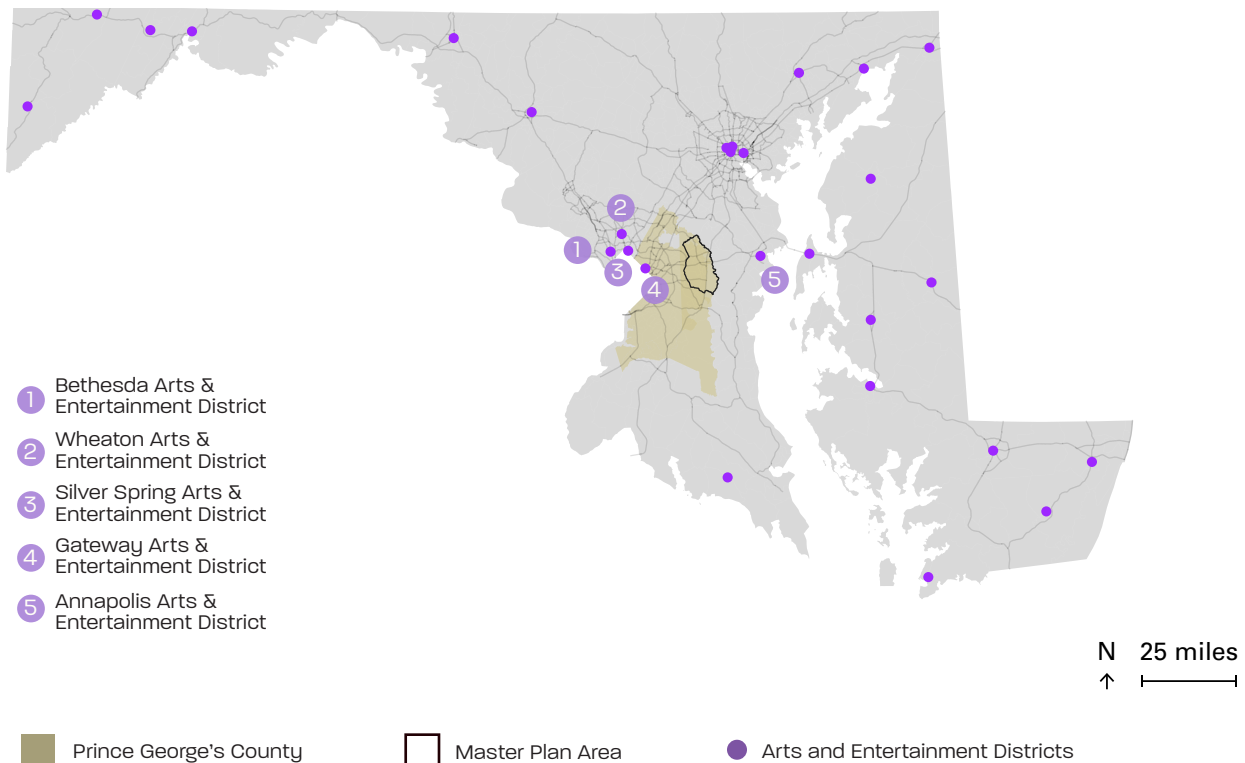 2
1
3
4
5
1 Bethesda Arts &
Entertainment District
2 Wheaton Arts &
Entertainment District
3 Silver Spring Arts &
Entertainment District
4 Gateway Arts &
Entertainment District
5 Annapolis Arts &
Entertainment District
N 25 miles
Prince George's County Master Plan Area Arts and Entertainment Districts